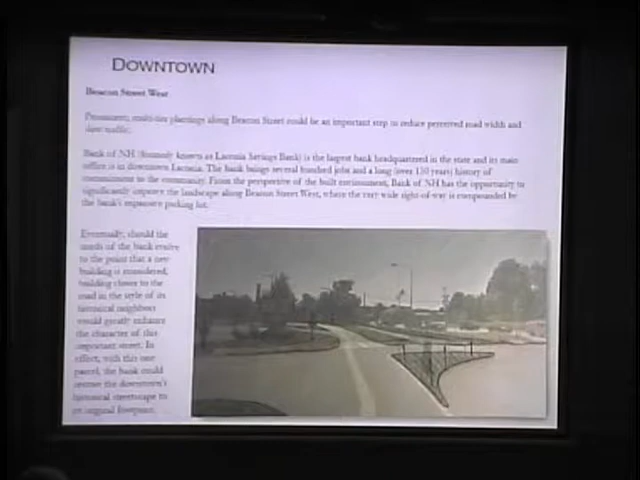 DOWNTOWN
Beacon Street West
Prominent, multi-tier plantings along Beacon Street could be an important step to reduce perceived road width and
slow traffic.
Bank of NH (formerly known as Laconia Savings Bank) is the largest bank headquartered in the state and its main
office is in downtown Laconia. The bank brings several hundred jobs and a long (over 150 years) history of
commitment to the community. From the perspective of the built environment, Bank of NH has the opportunity to
significantly improve the landscape along Beacon Street West, where the very wide right-of-way is compounded by
the bank's expansive parking lot.
Eventually, should the
needs of the bank evolve
to the point that a new
building is considered,
building closer to the
road in the style of its
historical neighbors
would greatly enhance
the character of this
important street. In
effect, with this one
parcel, the bank could
restore the downtown's
historical streetscape to
its original footprint.